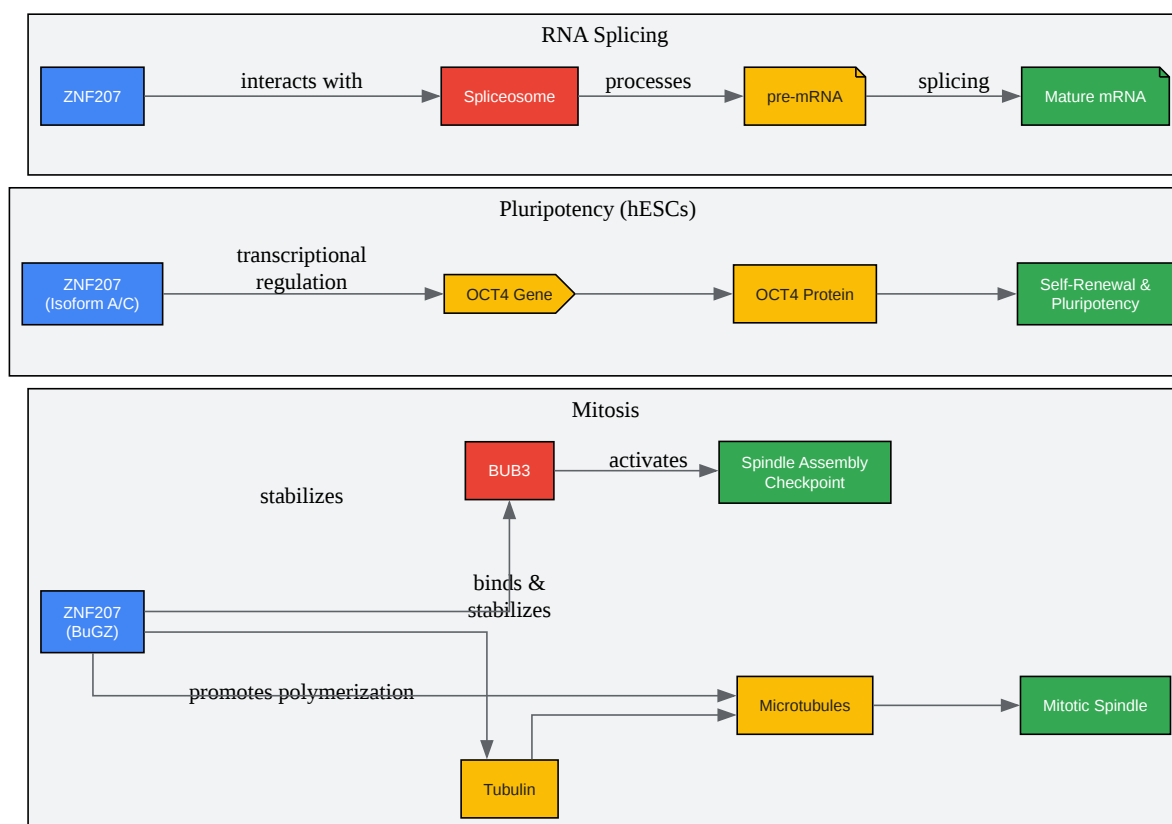 RNA Splicing
ZNF207
interacts with
Spliceosome
processes
pre-mRNA
splicing
Mature mRNA
Pluripotency (hESCs)
ZNF207
(Isoform A/C)
transcriptional
regulation
OCT4 Gene
OCT4 Protein
Self-Renewal &
Pluripotency
Mitosis
BUB3
activates
Spindle Assembly
Checkpoint
stabilizes
binds &
stabilizes
ZNF207
(BuGZ)
promotes polymerization
Microtubules
Mitotic Spindle
Tubulin